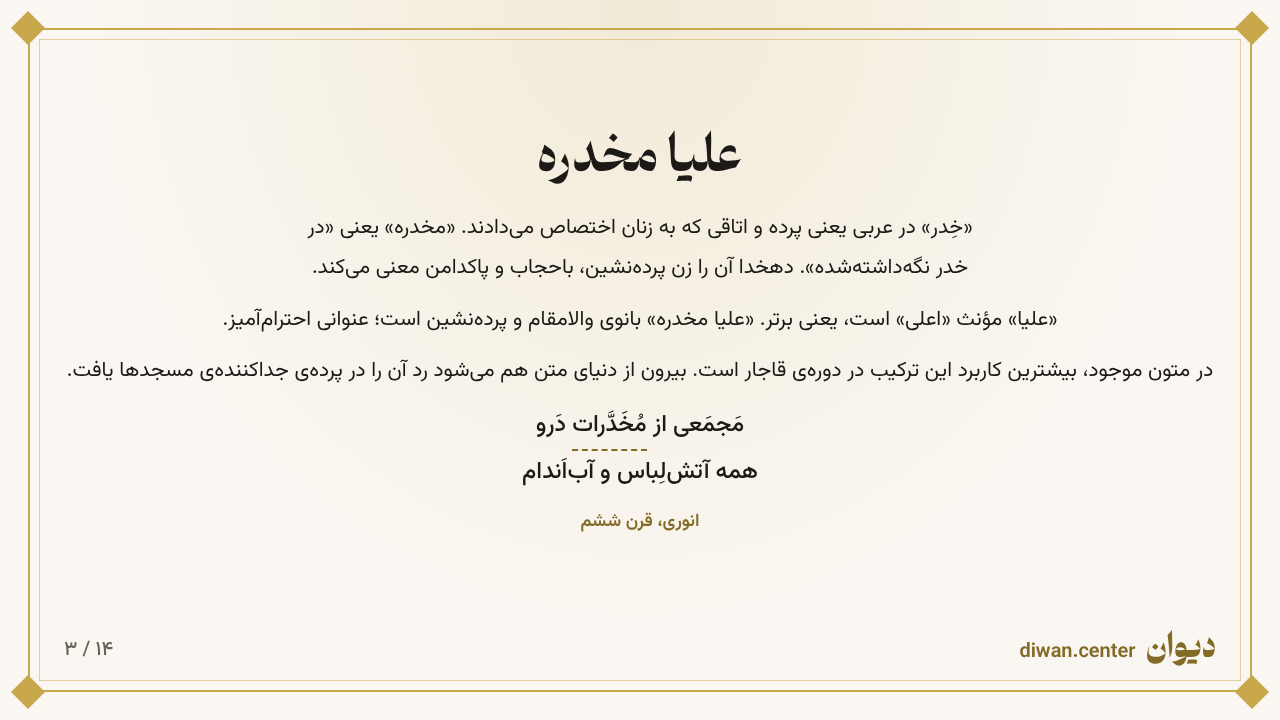 علیا مخدره
«خِدر» در عربی یعنی پرده و اتاقی که به زنان اختصاص می‌دادند. «مخدره» یعنی «در
خدر نگه‌داشته‌شده». دهخدا آن را زن پرده‌نشین، باحجاب و پاکدامن معنی می‌کند.
«علیا» مؤنث «اعلی» است، یعنی برتر. «علیا مخدره» بانوی والامقام و پرده‌نشین است؛ عنوانی احترام‌آمیز.
در متون موجود، بیشترین کاربرد این ترکیب در دوره‌ی قاجار است. بیرون از دنیای متن هم می‌شود رد آن را در پرده‌ی جداکننده‌ی مسجدها یافت.
مَجمَعی از مُخَدَّرات دَرو
همه آتش‌لِباس و آب‌اَندام
انوری، قرن ششم
دیوان diwan.center
۳ / ۱۴